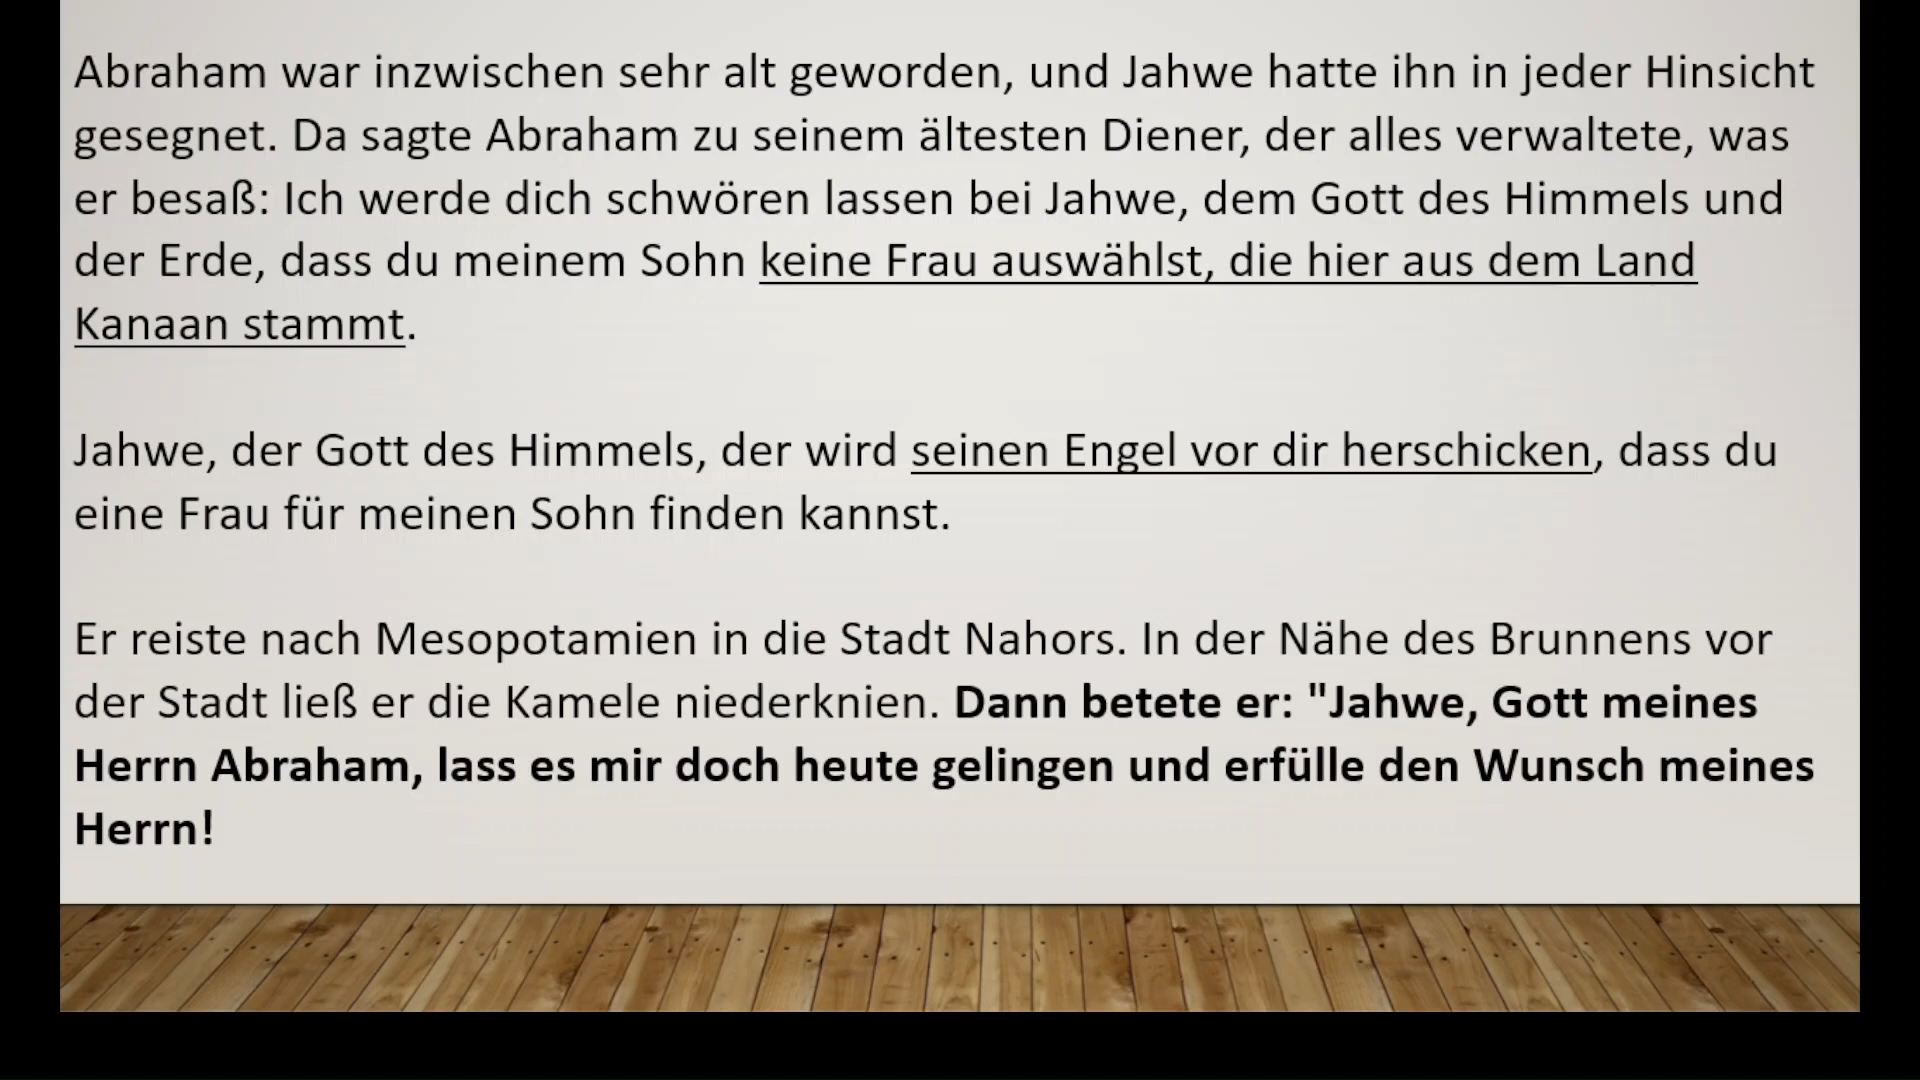 Abraham war inzwischen sehr alt geworden, und Jahwe hatte ihn in jeder Hinsicht
gesegnet. Da sagte Abraham zu seinem ältesten Diener, der alles verwaltete, was
er besaß: Ich werde dich schwören lassen bei Jahwe, dem Gott des Himmels und
der Erde, dass du meinem Sohn keine Frau auswählst, die hier aus dem Land
Kanaan stammt.
Jahwe, der Gott des Himmels, der wird seinen Engel vor dir herschicken, dass du
eine Frau für meinen Sohn finden kannst.
Er reiste nach Mesopotamien in die Stadt Nahors. In der Nähe des Brunnens vor
der Stadt ließ er die Kamele niederknien. Dann betete er: "Jahwe, Gott meines
Herrn Abraham, lass es mir doch heute gelingen und erfülle den Wunsch meines
Herrn!